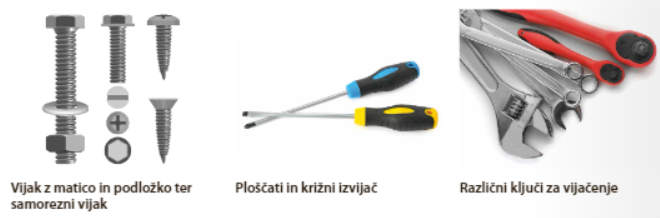 Vijak z matico in podložko ter
samorezni vijak
Ploščati in križni izvijač
Različni ključi za vijačenje